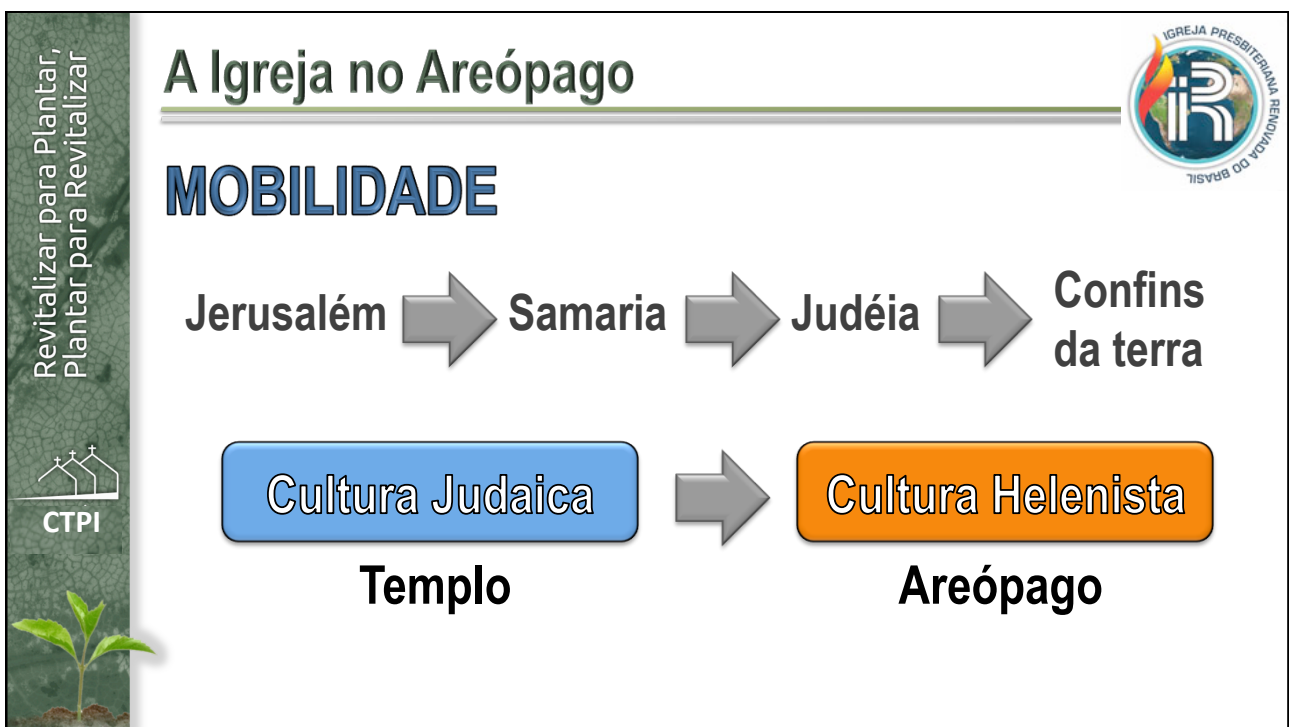 Revitalizar para Plantar,
Plantar para Revitalizar
CTPI
A Igreja no Areópago
IGREJA PRESBITERIANA RENOVADA DO BRASIL
IPR
MOBILIDADE
Jerusalém
Samaria
Judéia
Confins
da terra
Cultura Judaica
Cultura Helenista
Templo
Areópago